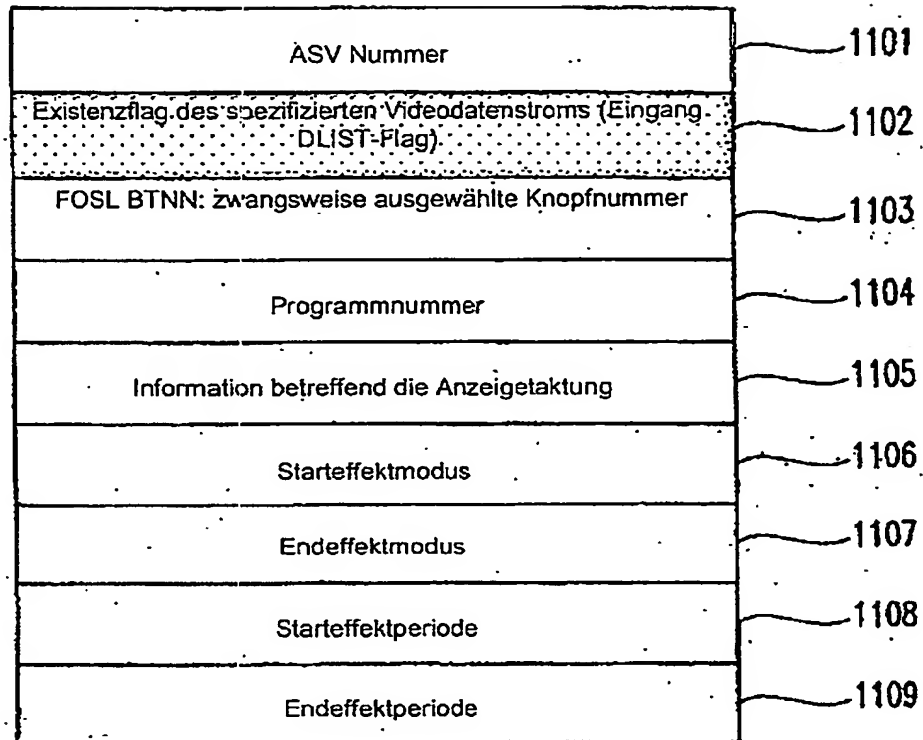 ASV Nummer
1101
Existenzflag des spezifizierten Videodatenstroms (Eingang
DLIST-Flag)
1102
FOSL BTNN: zwangsweise ausgewählte Knopfnummer
1103
Programmnummer
1104
Information betreffend die Anzeigetaktung
1105
Starteffektmodus
1106
Endeffektmodus
1107
Starteffektperiode
1108
Endeffektperiode
1109